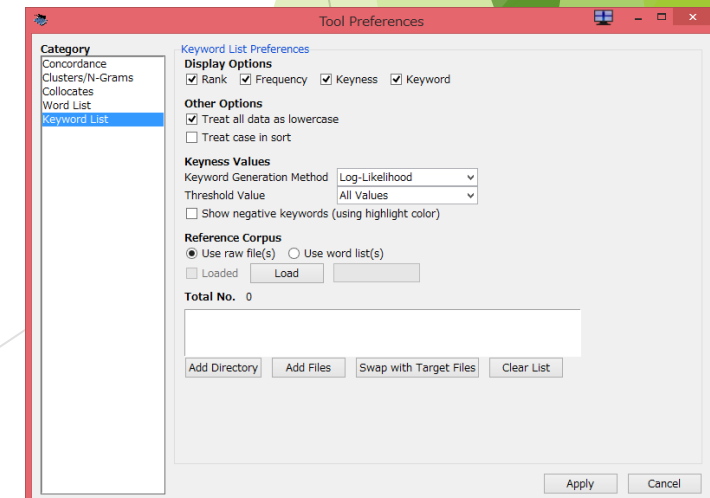 Tool Preferences
Category
Concordance
Clusters/N-Grams
Collocates
Word List
Keyword List
Keyword List Preferences
Display Options
Rank Frequency Keyness Keyword
Other Options
Treat all data as lowercase
Treat case in sort
Keyness Values
Keyword Generation Method Log-Likelihood
Threshold Value All Values
Show negative keywords (using highlight color)
Reference Corpus
Use raw file(s) Use word list(s)
Loaded Load
Total No. 0
Add Directory Add Files Swap with Target Files Clear List
Apply Cancel